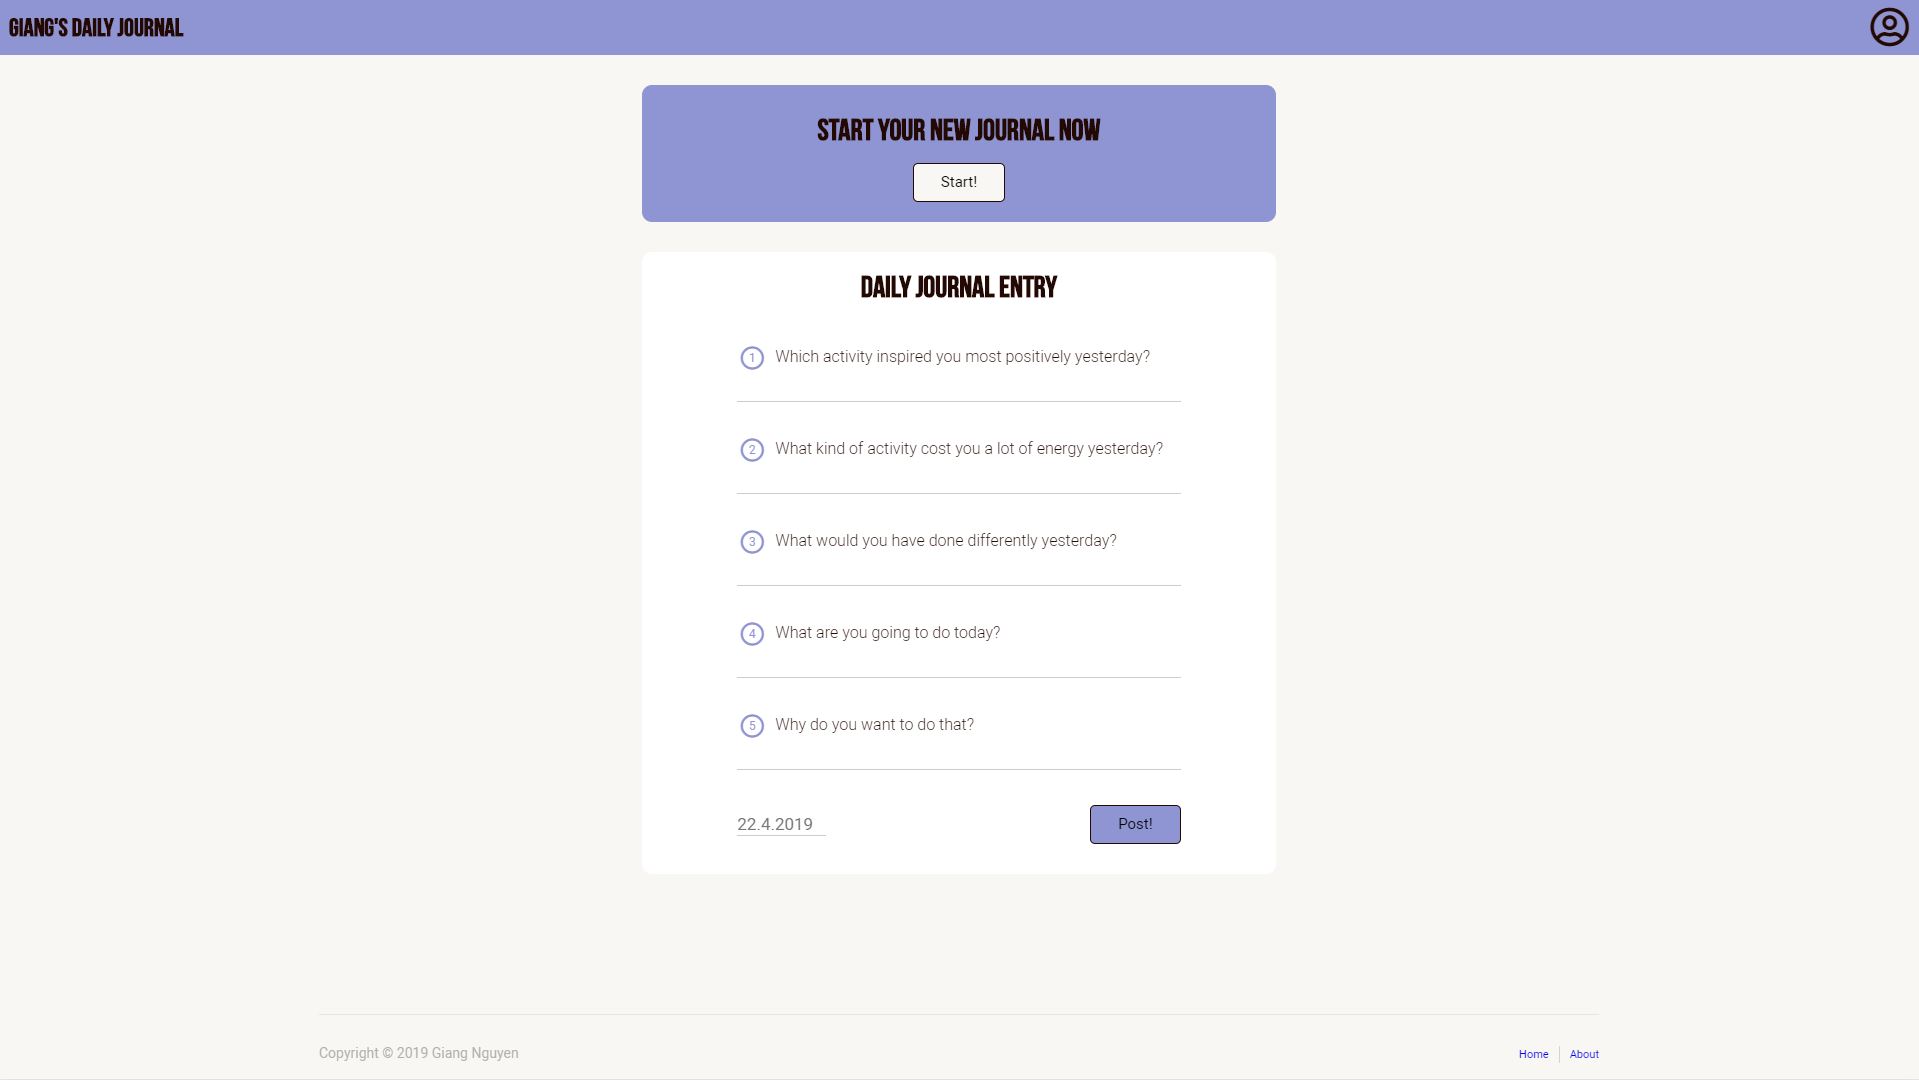 GIANG'S DAILY JOURNAL
START YOUR NEW JOURNAL NOW
Start!
DAILY JOURNAL ENTRY
1 Which activity inspired you most positively yesterday?
2 What kind of activity cost you a lot of energy yesterday?
3 What would you have done differently yesterday?
4 What are you going to do today?
5 Why do you want to do that?
22.4.2019 Post!
Copyright © 2019 Giang Nguyen Home About